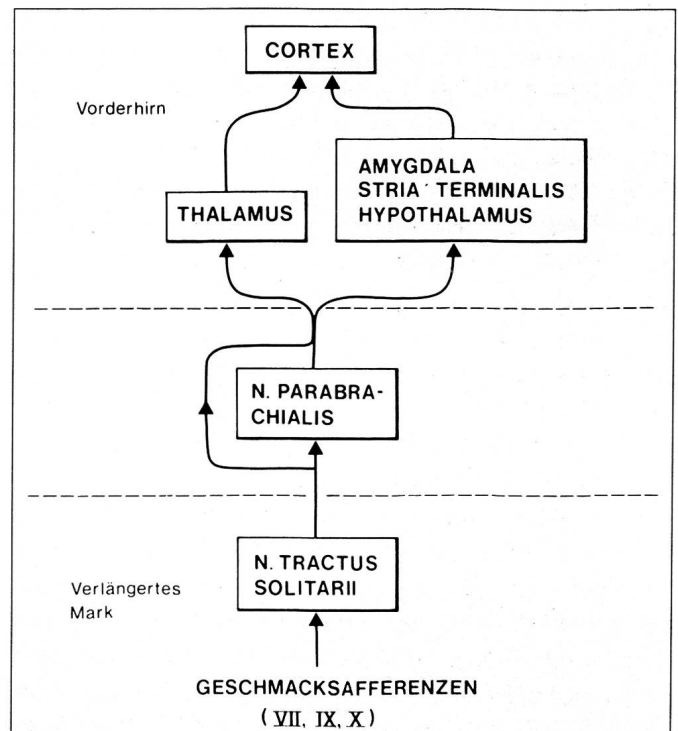 CORTEX
Vorderhirn
AMYGDALA
STRIA TERMINALIS
HYPOTHALAMUS
THALAMUS
N. PARABRA-
CHIALIS
N. TRACTUS
SOLITARII
Verlängertes
Mark
GESCHMACKSAFFERENZEN
(VII, IX, X)